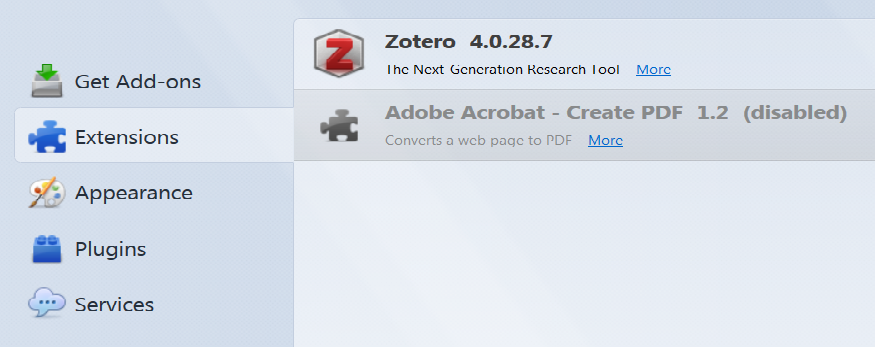 Get Add-ons
Extensions
Appearance
Plugins
Services
Z
Zotero 4.0.28.7
The Next-Generation Research Tool More
Adobe Acrobat - Create PDF 1.2 (disabled)
Converts a web page to PDF More